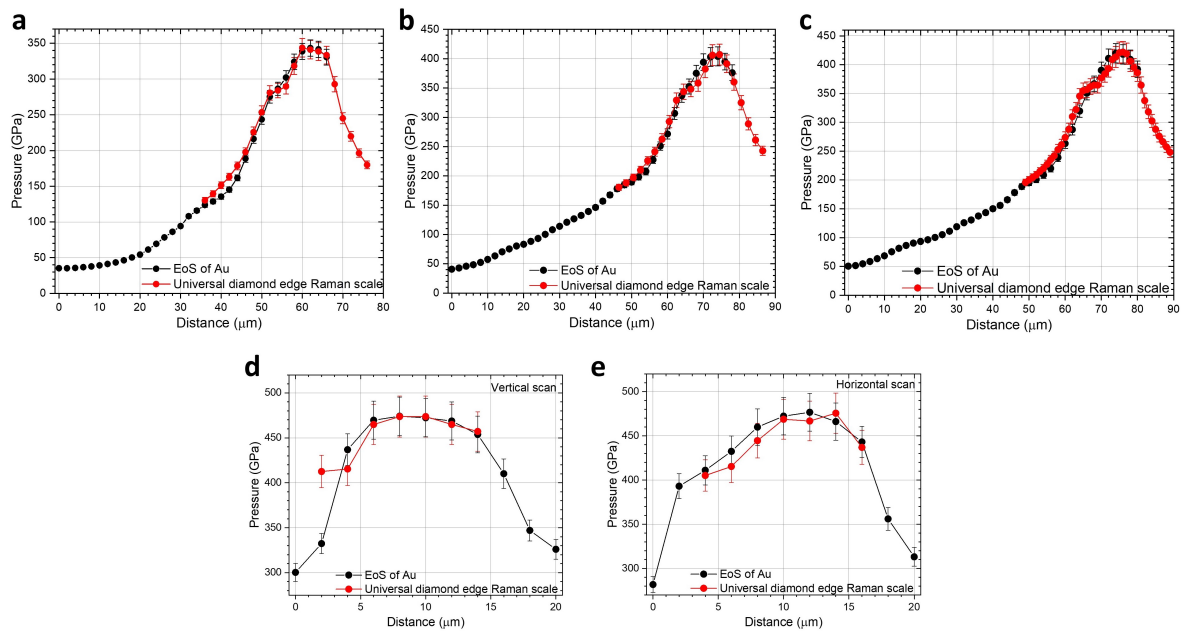 a
350
300
250
200
150
100
50
0
Pressure (GPa)
EoS of Au
Universal diamond edge Raman scale
0 10 20 30 40 50 60 70 80
Distance (μm)
b
450
400
350
300
250
200
150
100
50
0
Pressure (GPa)
EoS of Au
Universal diamond edge Raman scale
0 10 20 30 40 50 60 70 80 90
Distance (μm)
c
450
400
350
300
250
200
150
100
50
0
Pressure (GPa)
EoS of Au
Universal diamond edge Raman scale
0 10 20 30 40 50 60 70 80 90
Distance (μm)
d
Vertical scan
500
450
400
350
300
Pressure (GPa)
EoS of Au
Universal diamond edge Raman scale
0 5 10 15 20
Distance (μm)
e
Horizontal scan
500
450
400
350
300
Pressure (GPa)
EoS of Au
Universal diamond edge Raman scale
0 5 10 15 20
Distance (μm)